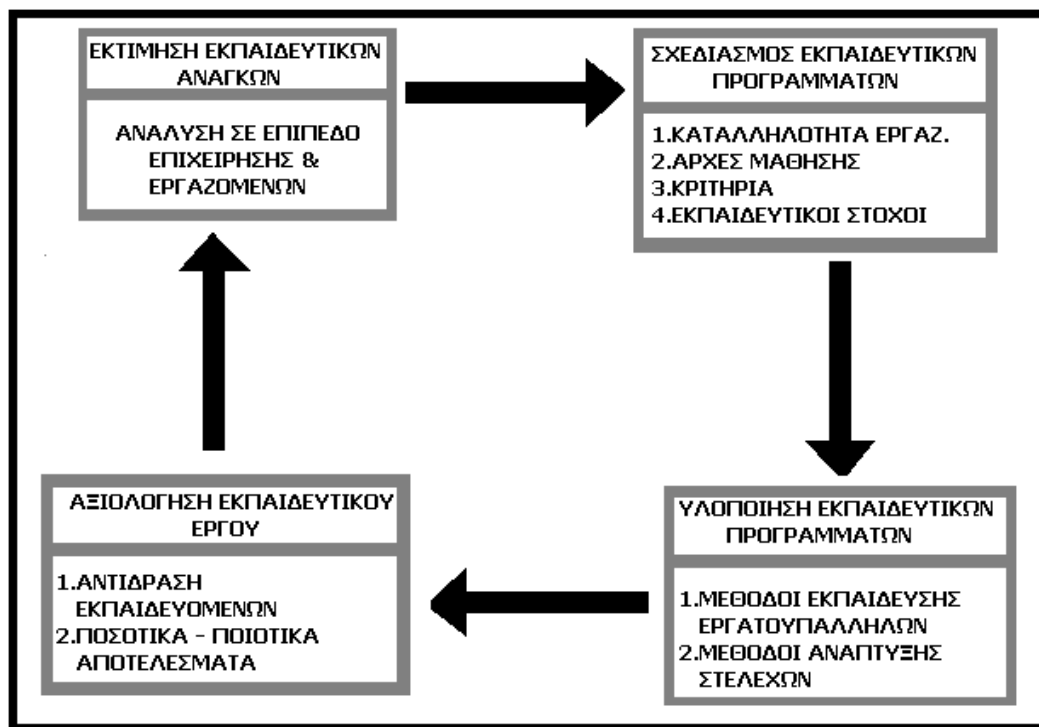 ΕΚΤΙΜΗΣΗ ΕΚΠΑΙΔΕΥΤΙΚΩΝ
ΑΝΑΓΚΩΝ
ΑΝΑΛΥΣΗ ΣΕ ΕΠΙΠΕΔΟ
ΕΠΙΧΕΙΡΗΣΗΣ &
ΕΡΓΑΖΟΜΕΝΩΝ
ΣΧΕΔΙΑΣΜΟΣ ΕΚΠΑΙΔΕΥΤΙΚΩΝ
ΠΡΟΓΡΑΜΜΑΤΩΝ
1.ΚΑΤΑΛΛΗΛΟΤΗΤΑ ΕΡΓΑΖ.
2.ΑΡΧΕΣ ΜΑΘΗΣΗΣ
3.ΚΡΙΤΗΡΙΑ
4.ΕΚΠΑΙΔΕΥΤΙΚΟΙ ΣΤΟΧΟΙ
ΥΛΟΠΟΙΗΣΗ ΕΚΠΑΙΔΕΥΤΙΚΩΝ
ΠΡΟΓΡΑΜΜΑΤΩΝ
1.ΜΕΘΟΔΟΙ ΕΚΠΑΙΔΕΥΣΗΣ
ΕΡΓΑΤΟΥΠΑΛΛΗΛΩΝ
2.ΜΕΘΟΔΟΙ ΑΝΑΠΤΥΞΗΣ
ΣΤΕΛΕΧΩΝ
ΑΞΙΟΛΟΓΗΣΗ ΕΚΠΑΙΔΕΥΤΙΚΟΥ
ΕΡΓΟΥ
1.ΑΝΤΙΔΡΑΣΗ
ΕΚΠΑΙΔΕΥΟΜΕΝΩΝ
2.ΠΟΣΟΤΙΚΑ - ΠΟΙΟΤΙΚΑ
ΑΠΟΤΕΛΕΣΜΑΤΑ